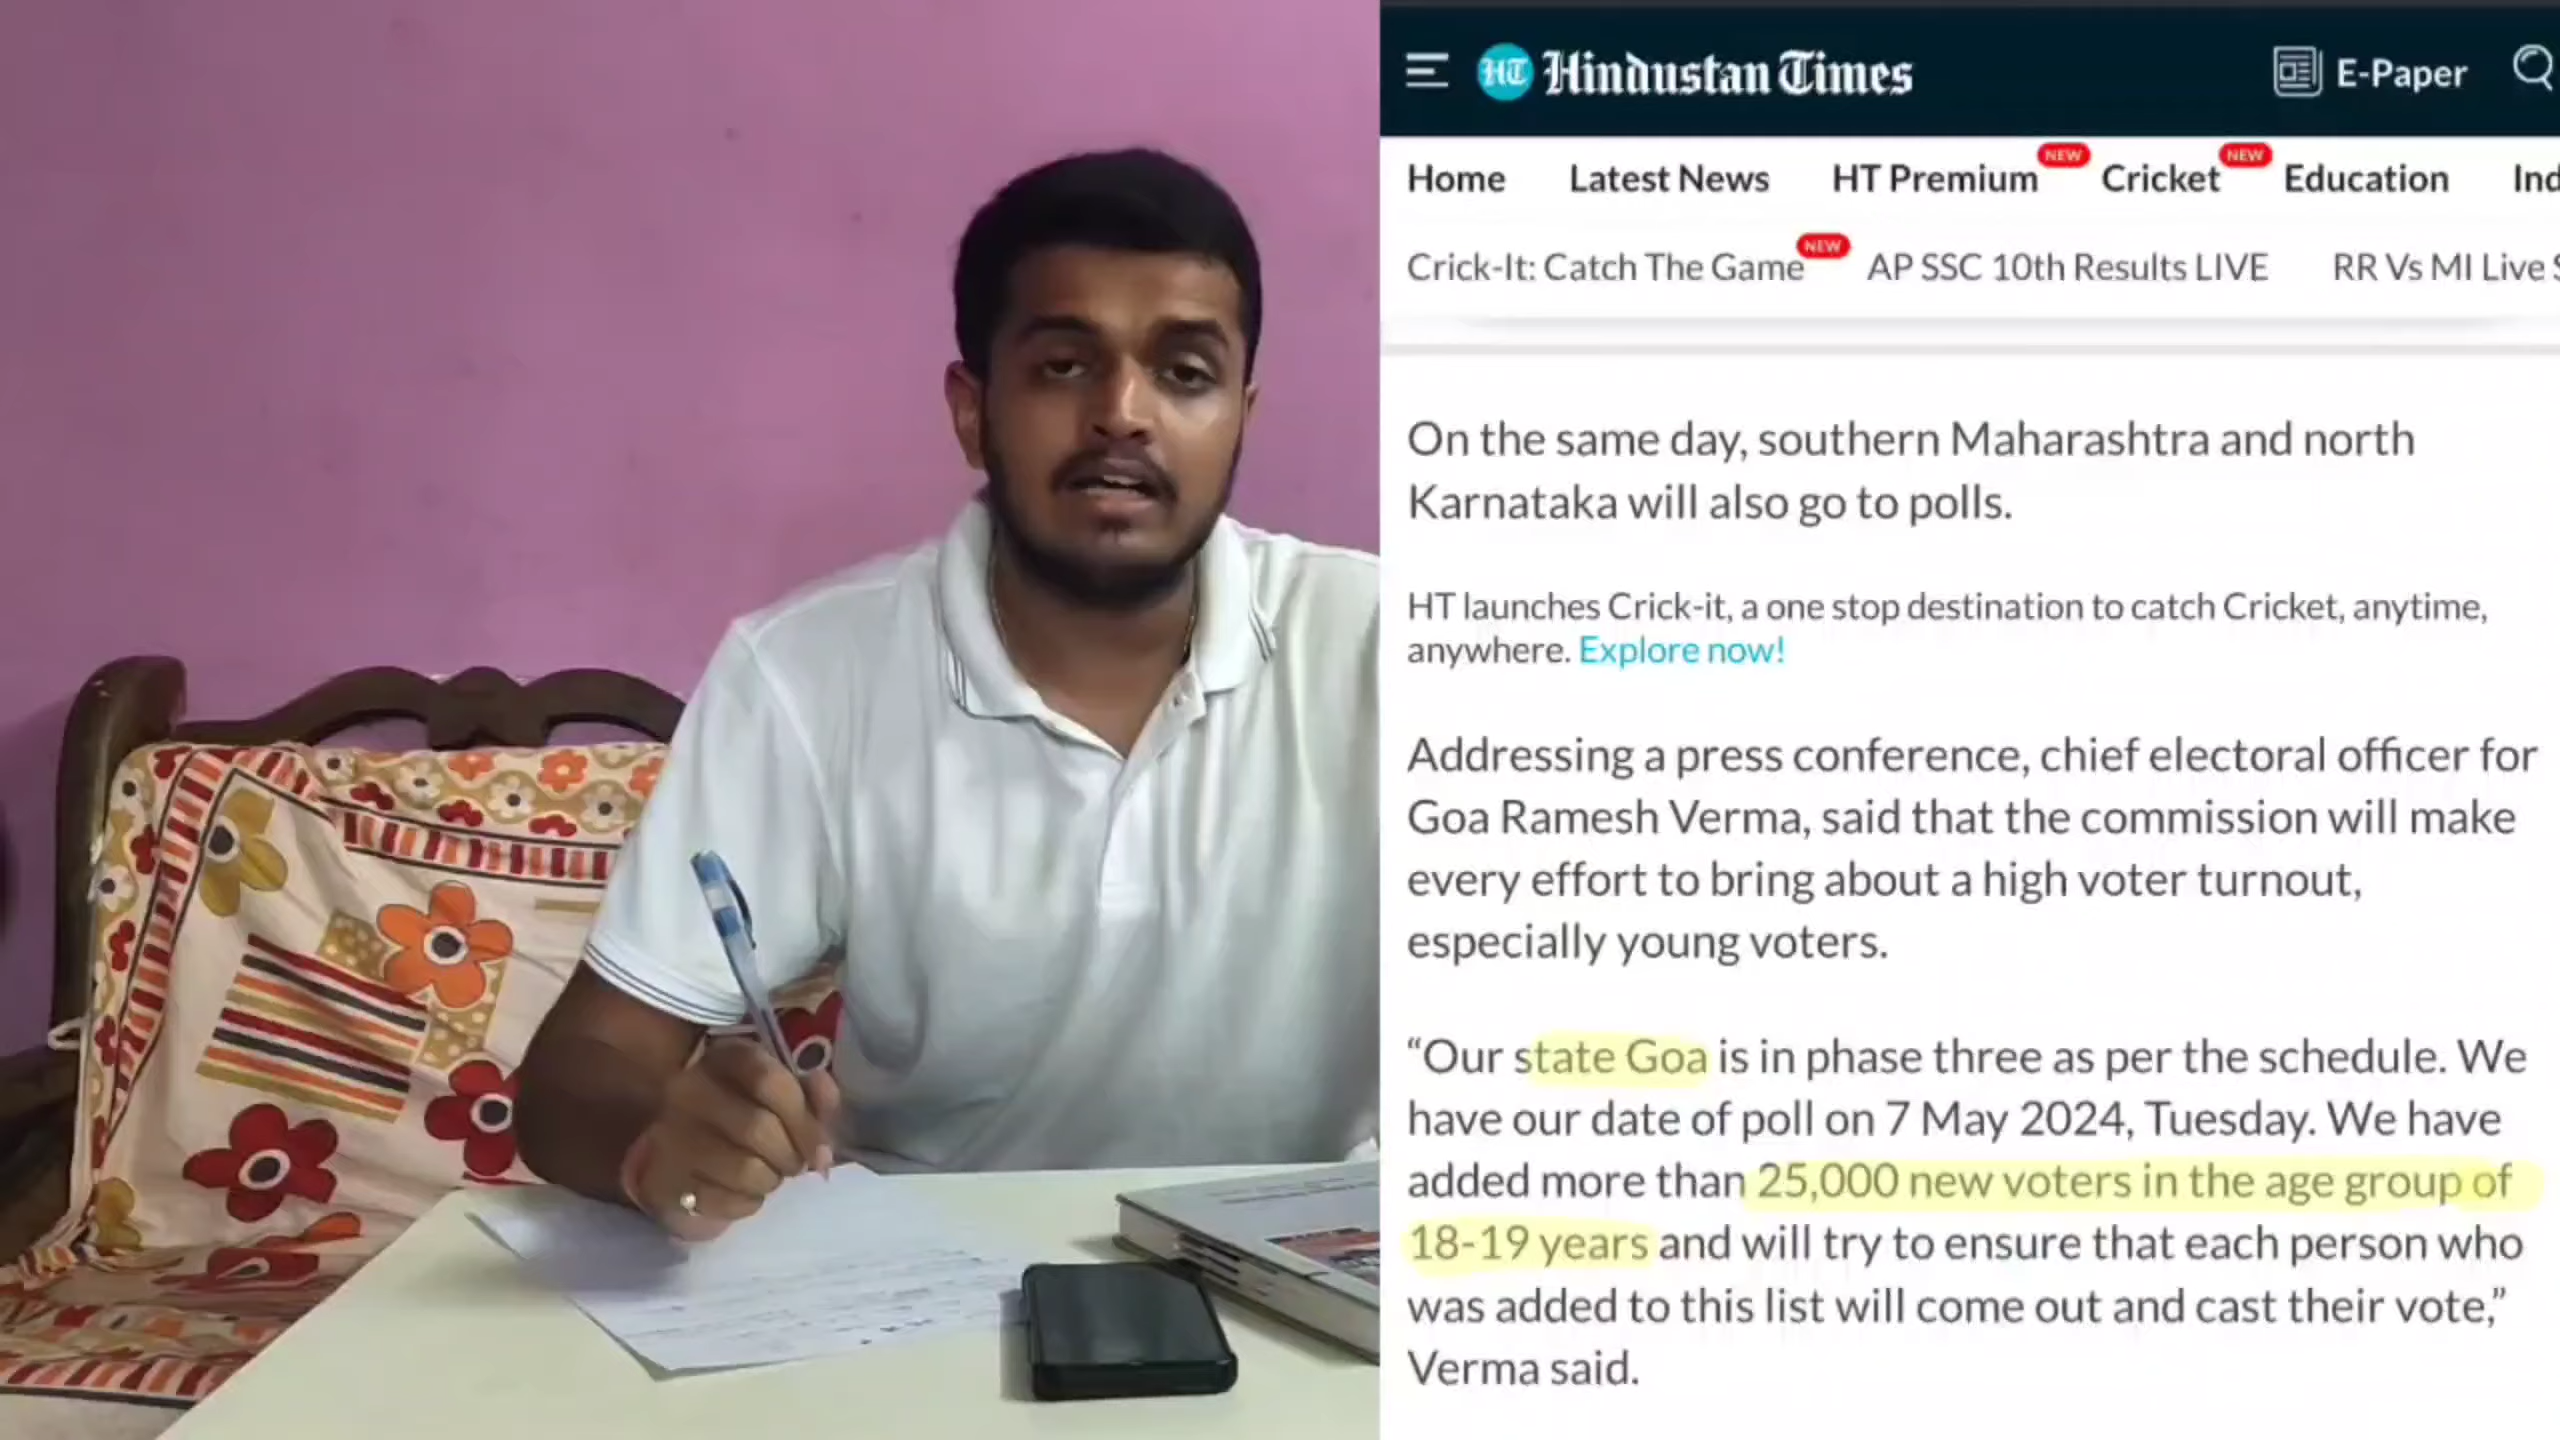 HT Hindustan Times E-Paper
Home Latest News HT Premium NEW Cricket NEW Education Ind
Crick-It: Catch The Game NEW AP SSC 10th Results LIVE RR Vs MI Live S
On the same day, southern Maharashtra and north
Karnataka will also go to polls.
HT launches Crick-it, a one stop destination to catch Cricket, anytime,
anywhere. Explore now!
Addressing a press conference, chief electoral officer for
Goa Ramesh Verma, said that the commission will make
every effort to bring about a high voter turnout,
especially young voters.
“Our state Goa is in phase three as per the schedule. We
have our date of poll on 7 May 2024, Tuesday. We have
added more than 25,000 new voters in the age group of
18-19 years and will try to ensure that each person who
was added to this list will come out and cast their vote,”
Verma said.